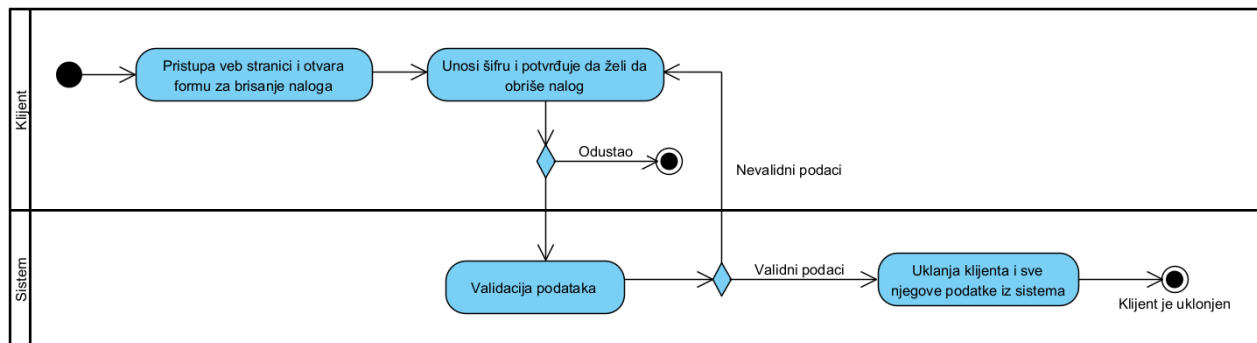 Klijent
Pristupa veb stranici i otvara
formu za brisanje naloga
Unosi šifru i potvrđuje da želi da
obriše nalog
Odustao
Nevalidni podaci
Sistem
Validacija podataka
Validni podaci
Uklanja klijenta i sve
njegove podatke iz sistema
Klijent je uklonjen